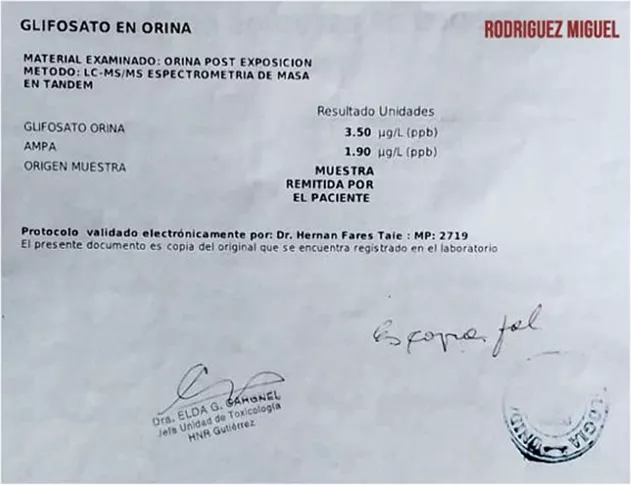 GLIFOSATO EN ORINA
RODRIGUEZ MIGUEL
MATERIAL EXAMINADO: ORINA POST EXPOSICION
METODO: LC-MS/MS ESPECTROMETRIA DE MASA
EN TANDEM
Resultado Unidades
GLIFOSATO ORINA 3.50 µg/L (ppb)
AMPA 1.90 µg/L (ppb)
ORIGEN MUESTRA MUESTRA
REMITIDA POR
EL PACIENTE
Protocolo validado electrónicamente por: Dr. Hernan Fares Taie : MP: 2719
El presente documento es copia del original que se encuentra registrado en el laboratorio
Es copia fiel
Dra. ELDA G.
Jefa Unidad de Toxicología
HNR Gutiérrez